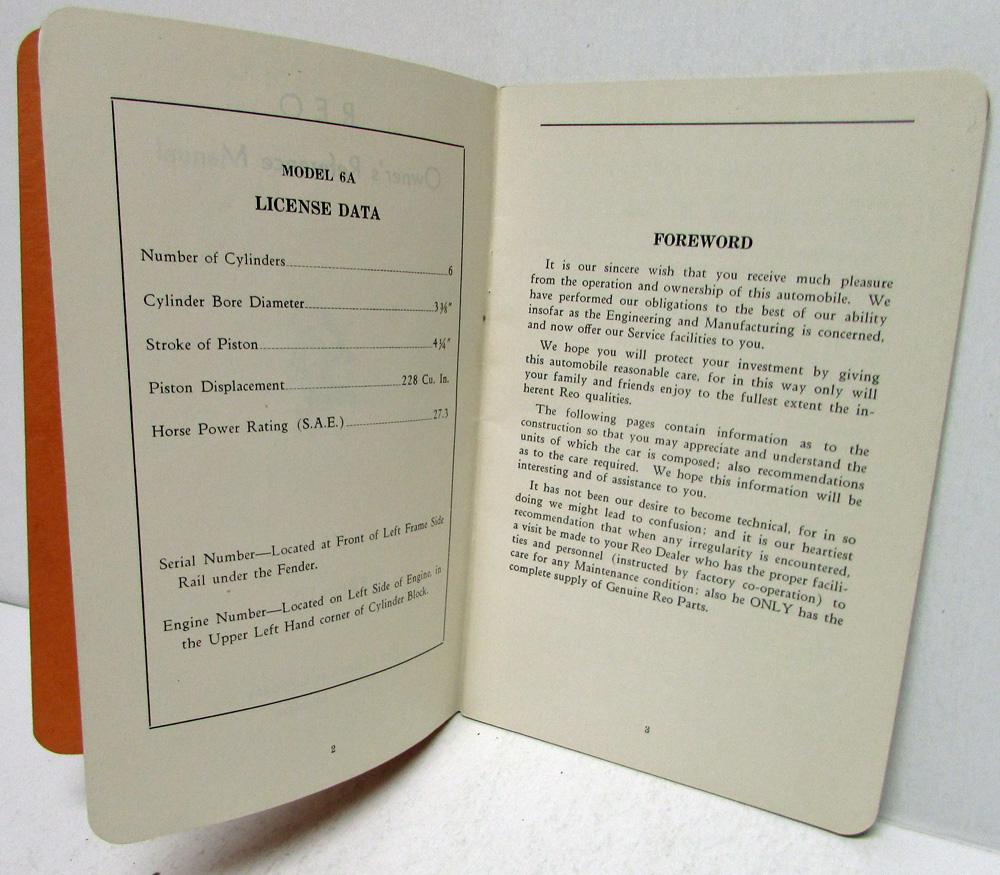 MODEL 6A
LICENSE DATA
Number of Cylinders 6
Cylinder Bore Diameter 3⅜"
Stroke of Piston 4¼"
Piston Displacement 228 Cu. In.
Horse Power Rating (S.A.E.) 27.3
Serial Number—Located at Front of Left Frame Side
Rail under the Fender.
Engine Number—Located on Left Side of Engine, in
the Upper Left Hand corner of Cylinder Block.
2
FOREWORD
It is our sincere wish that you receive much pleasure
from the operation and ownership of this automobile. We
have performed our obligations to the best of our ability
insofar as the Engineering and Manufacturing is concerned,
and now offer our Service facilities to you.
We hope you will protect your investment by giving
this automobile reasonable care, for in this way only will
your family and friends enjoy to the fullest extent the in-
herent Reo qualities.
The following pages contain information as to the
construction so that you may appreciate and understand the
units of which the car is composed; also recommendations
as to the care required. We hope this information will be
interesting and of assistance to you.
It has not been our desire to become technical, for in so
doing we might lead to confusion; and it is our heartiest
recommendation that when any irregularity is encountered,
a visit be made to your Reo Dealer who has the proper facili-
ties and personnel (instructed by factory co-operation) to
care for any Maintenance condition; also he ONLY has the
complete supply of Genuine Reo Parts.
3